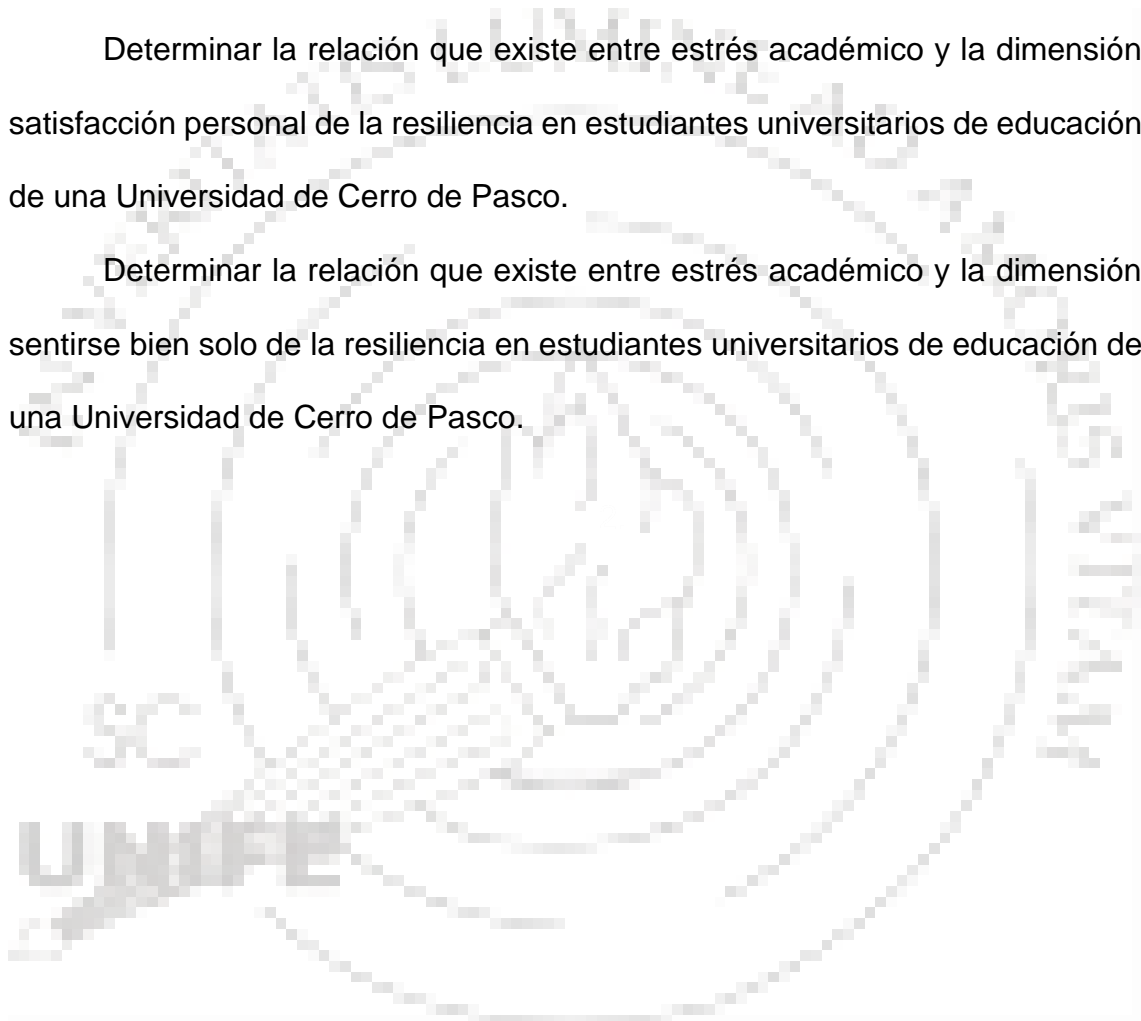 Determinar la relación que existe entre estrés académico y la dimensión
satisfacción personal de la resiliencia en estudiantes universitarios de educación
de una Universidad de Cerro de Pasco.
Determinar la relación que existe entre estrés académico y la dimensión
sentirse bien solo de la resiliencia en estudiantes universitarios de educación de
una Universidad de Cerro de Pasco.
SC
UNIFE